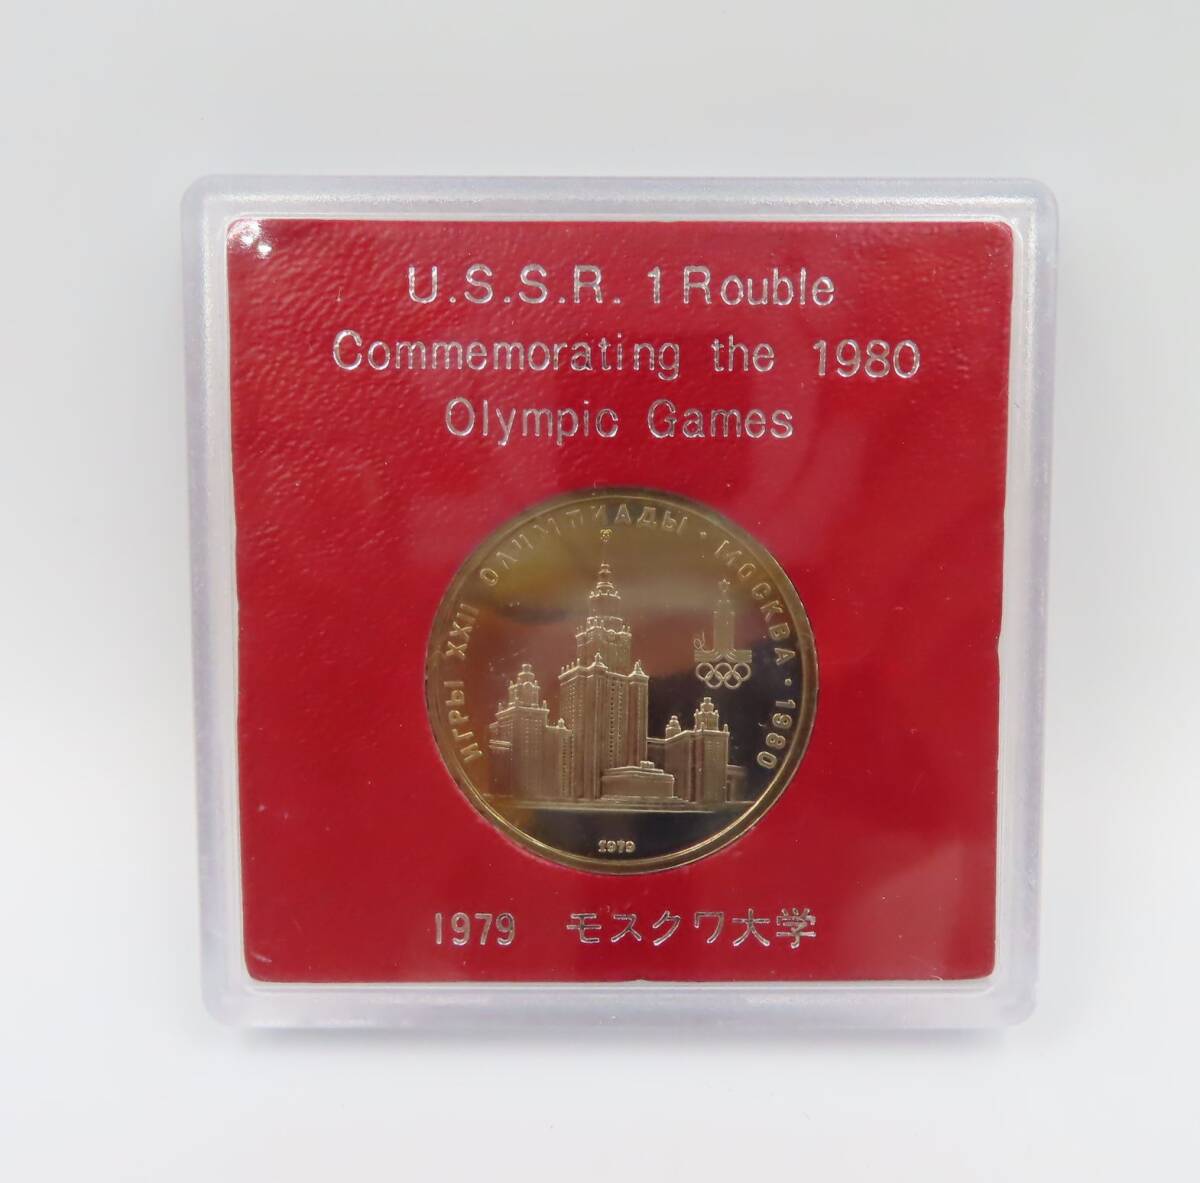 U.S.S.R. 1 Rouble
Commemorating the 1980
Olympic Games
ИГРЫ XXII ОЛИМПИАДЫ · МОСКВА · 1980
1979
1979 モスクワ大学